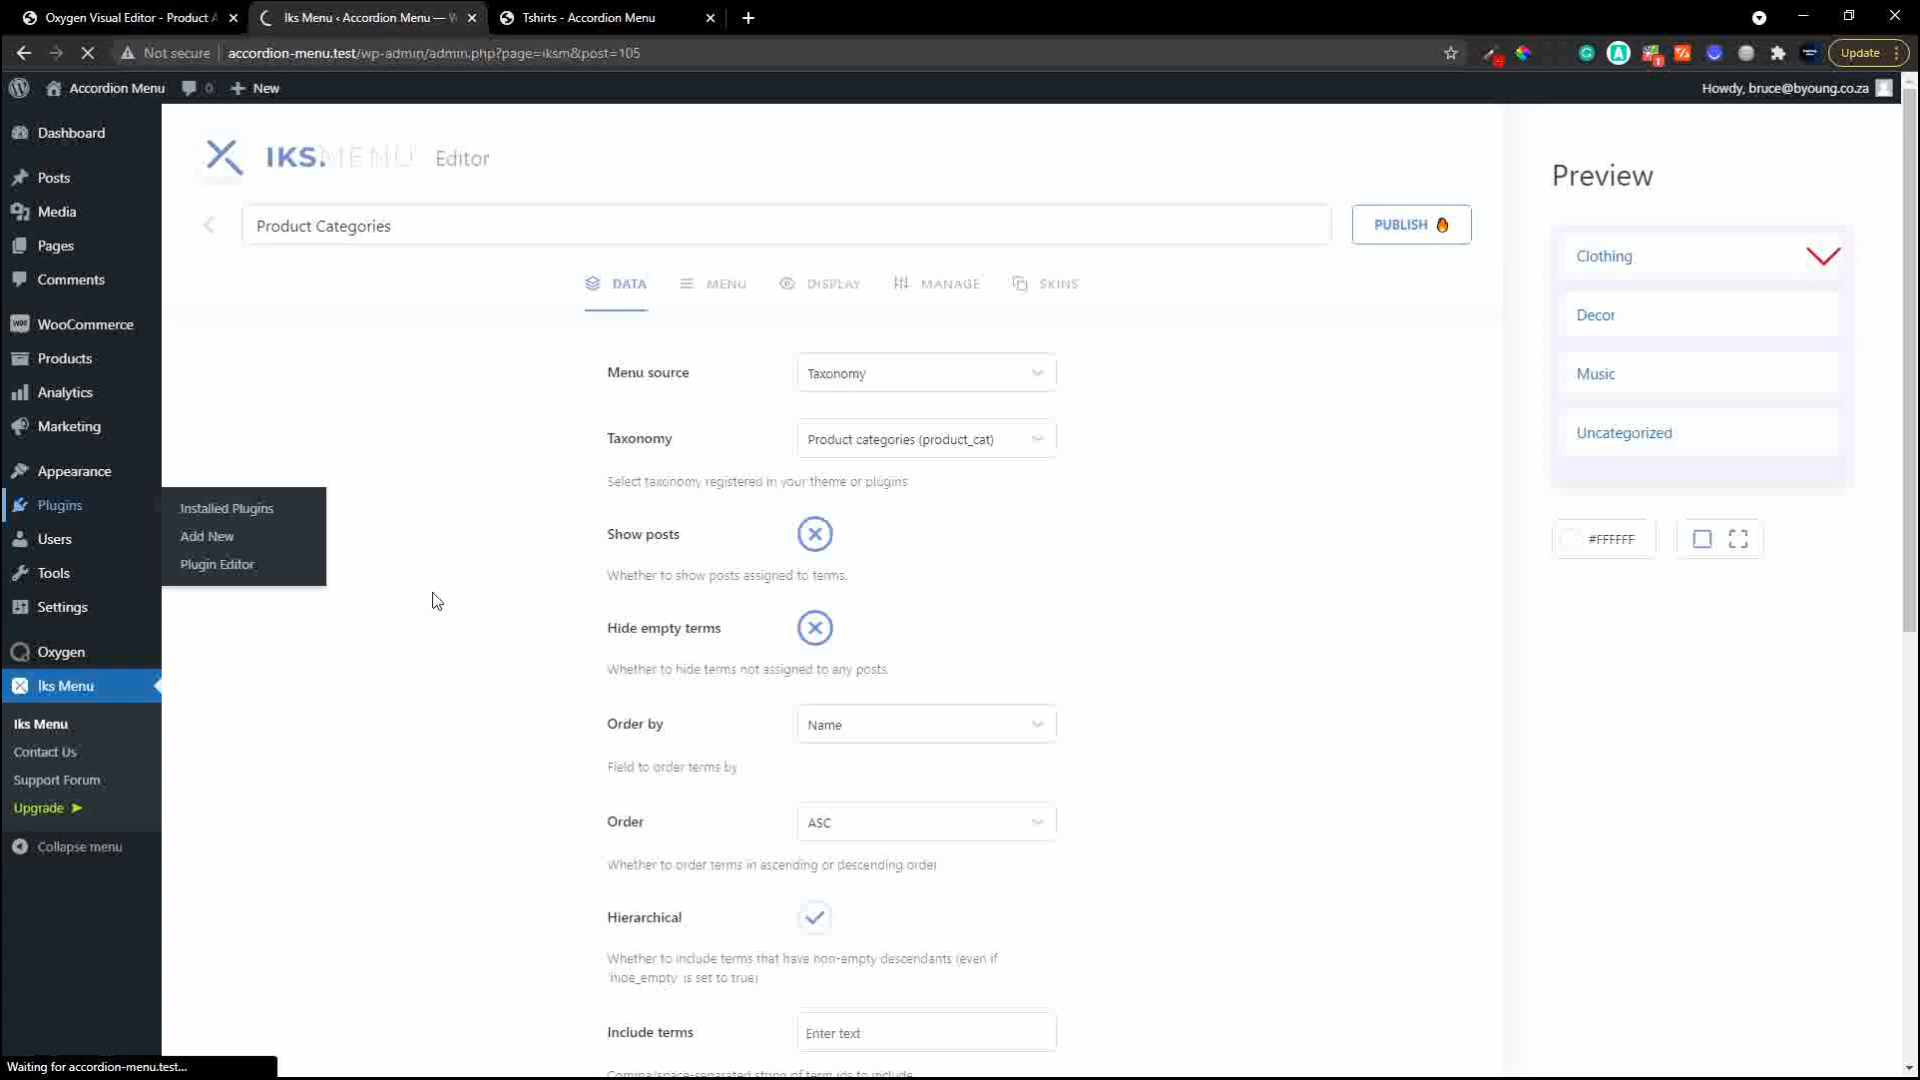 Oxygen Visual Editor - Product A
Iks Menu ‹ Accordion Menu — W
Tshirts - Accordion Menu
Not secure
accordion-menu.test/wp-admin/admin.php?page=iksm&post=105
Update
Accordion Menu
0
New
Howdy, bruce@byoung.co.za
Dashboard
Posts
Media
Pages
Comments
WooCommerce
Products
Analytics
Marketing
Appearance
Plugins
Installed Plugins
Add New
Plugin Editor
Users
Tools
Settings
Oxygen
Iks Menu
Iks Menu
Contact Us
Support Forum
Upgrade ➤
Collapse menu
IKS.MENU Editor
Product Categories
PUBLISH
DATA
MENU
DISPLAY
MANAGE
SKINS
Menu source
Taxonomy
Taxonomy
Product categories (product_cat)
Select taxonomy registered in your theme or plugins
Show posts
Whether to show posts assigned to terms.
Hide empty terms
Whether to hide terms not assigned to any posts.
Order by
Name
Field to order terms by
Order
ASC
Whether to order terms in ascending or descending order
Hierarchical
Whether to include terms that have non-empty descendants (even if
'hide_empty' is set to true)
Include terms
Enter text
Comma/space-separated string of term ids to include
Preview
Clothing
Decor
Music
Uncategorized
#FFFFFF
Waiting for accordion-menu.test...